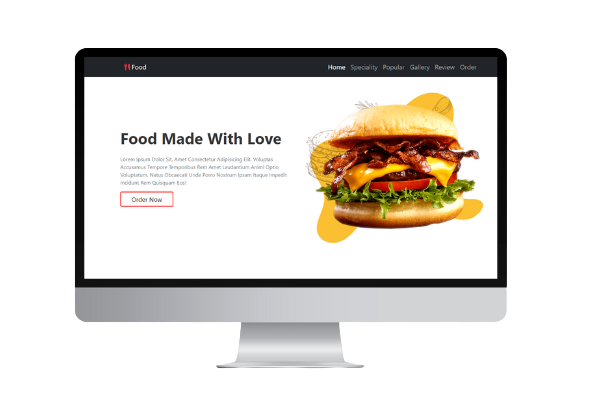 Food
Home Speciality Popular Gallery Review Order
Food Made With Love
Lorem Ipsum Dolor Sit, Amet Consectetur Adipisicing Elit. Voluptas
Accusamus Tempore Temporibus Rem Amet Laudantium Animi Optio
Voluptatum, Natus Obcaecati Unde Porro Nostrum Ipsum Itaque Impedit
Incidunt Rem Quisquam Eos!
Order Now